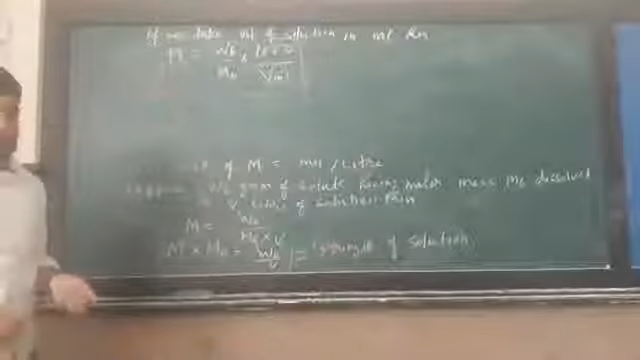 If we take vol of solution in ml then
M = WB/MB × 1000/V(ml)
of M = mol/Litre
Suppose WB gram of solute having molar mass MB dissolved
in V Litre of solution then
M = WB/MB × V
M × MB = WB/V = strength of solution